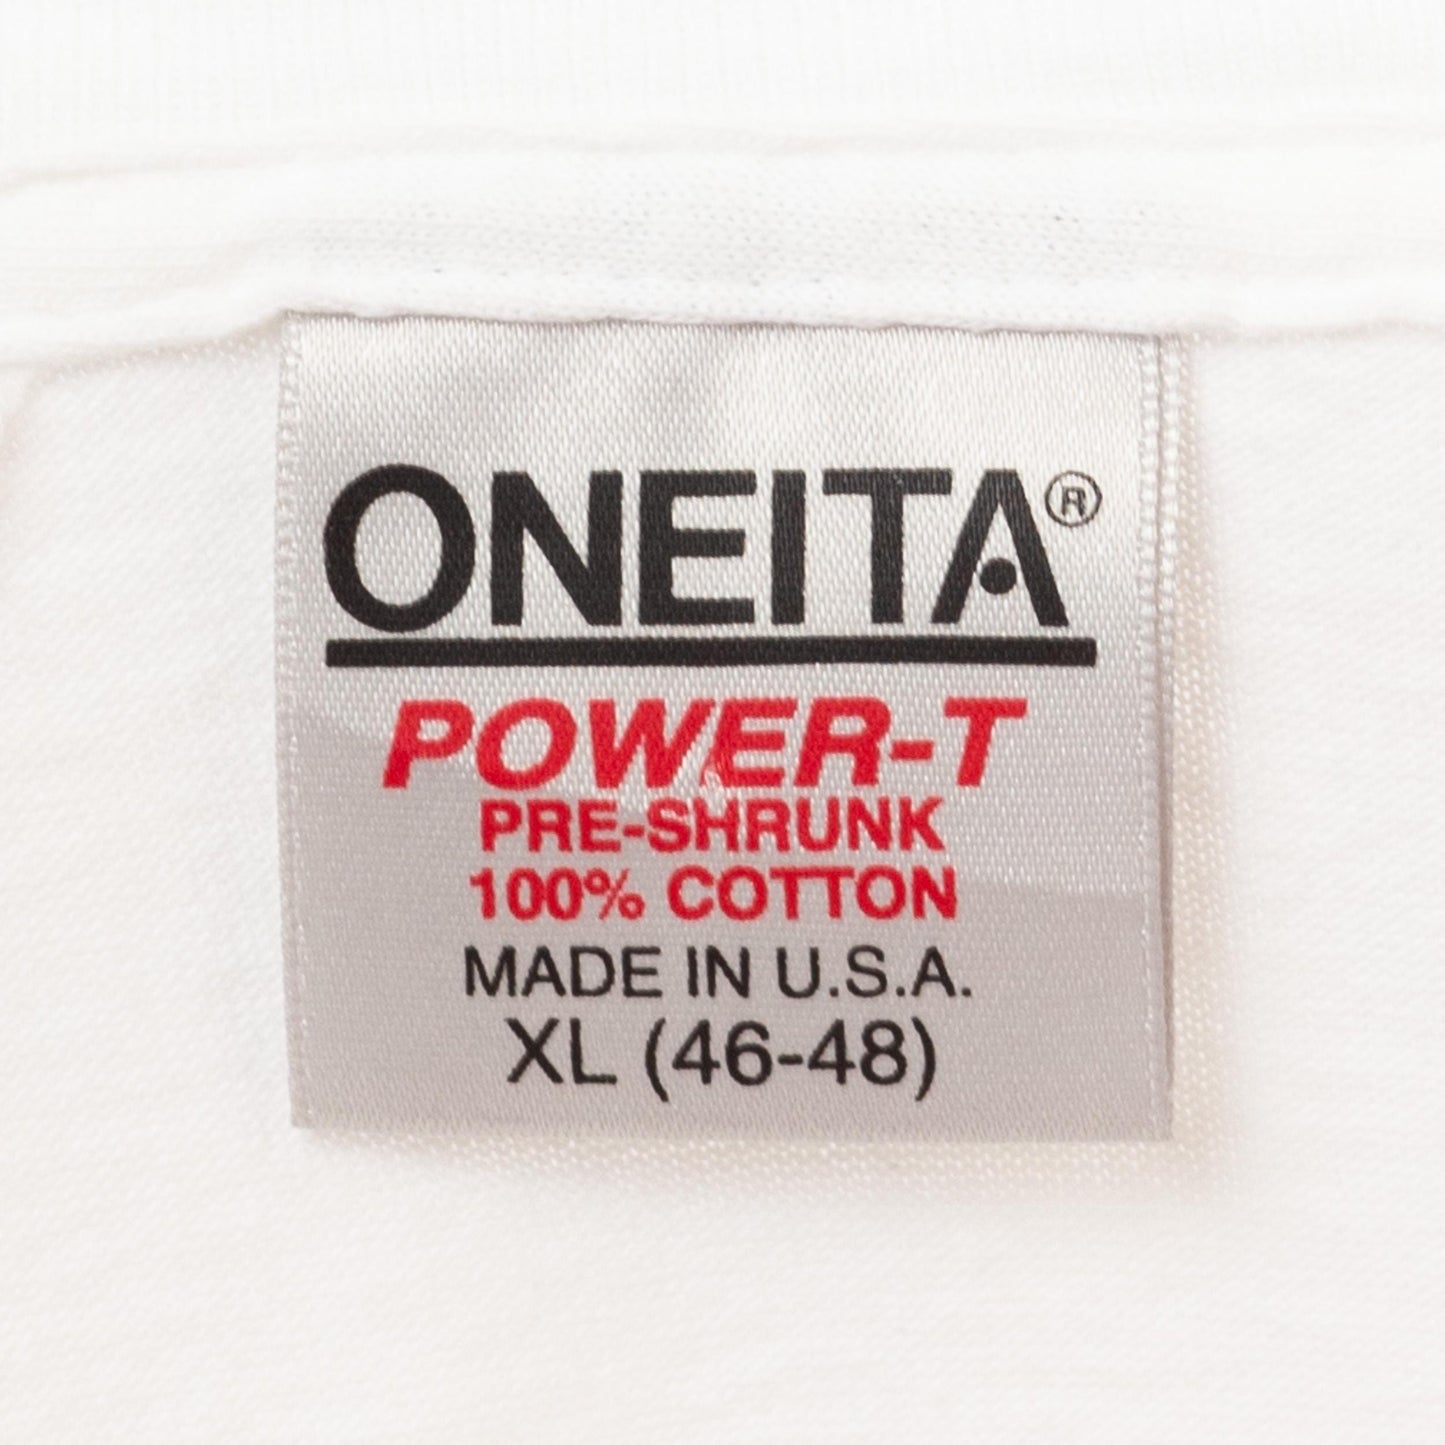 ONEITA®
POWER-T
PRE-SHRUNK
100% COTTON
MADE IN U.S.A.
XL (46-48)